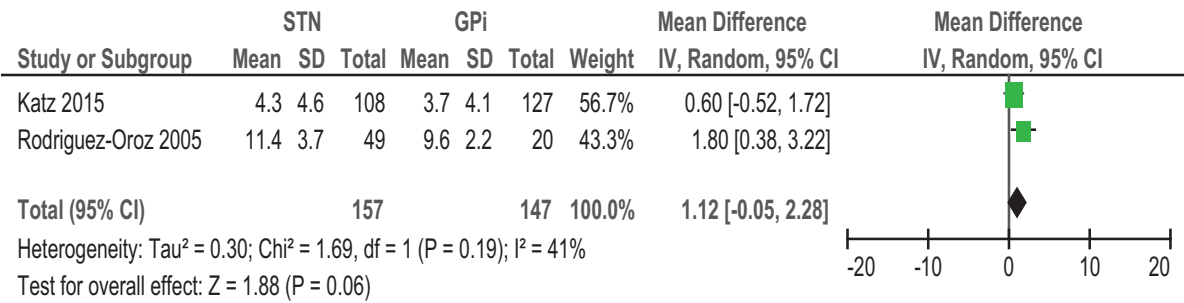 STN GPi Mean Difference Mean Difference
Study or Subgroup Mean SD Total Mean SD Total Weight IV, Random, 95% CI IV, Random, 95% CI
Katz 2015 4.3 4.6 108 3.7 4.1 127 56.7% 0.60 [-0.52, 1.72]
Rodriguez-Oroz 2005 11.4 3.7 49 9.6 2.2 20 43.3% 1.80 [0.38, 3.22]
Total (95% CI) 157 147 100.0% 1.12 [-0.05, 2.28]
Heterogeneity: Tau² = 0.30; Chi² = 1.69, df = 1 (P = 0.19); I² = 41%
Test for overall effect: Z = 1.88 (P = 0.06)
-20 -10 0 10 20